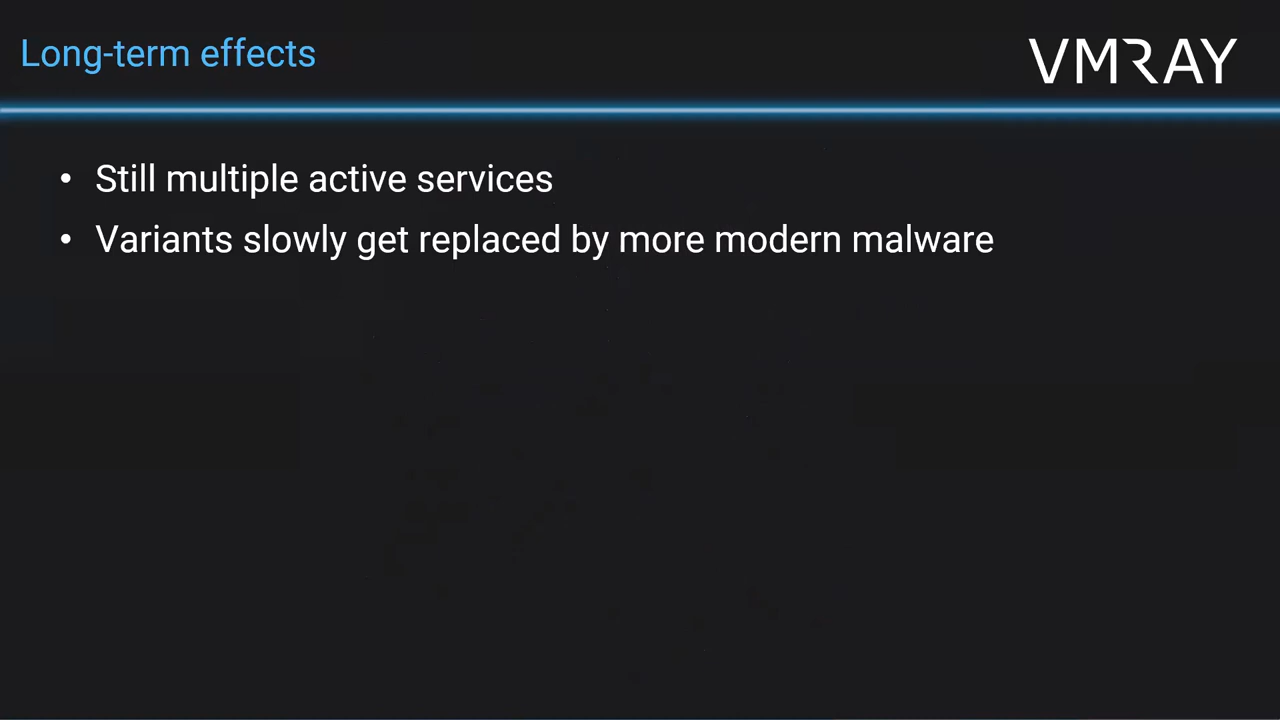 Long-term effects
VMRAY
• Still multiple active services
• Variants slowly get replaced by more modern malware